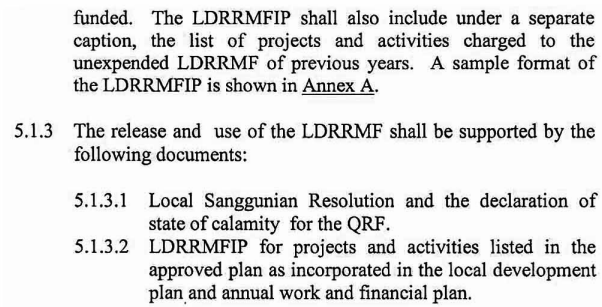 funded. The LDRRMFIP shall also include under a separate
caption, the list of projects and activities charged to the
unexpended LDRRMF of previous years. A sample format of
the LDRRMFIP is shown in Annex A.
5.1.3 The release and use of the LDRRMF shall be supported by the
following documents:
5.1.3.1 Local Sanggunian Resolution and the declaration of
state of calamity for the QRF.
5.1.3.2 LDRRMFIP for projects and activities listed in the
approved plan as incorporated in the local development
plan and annual work and financial plan.